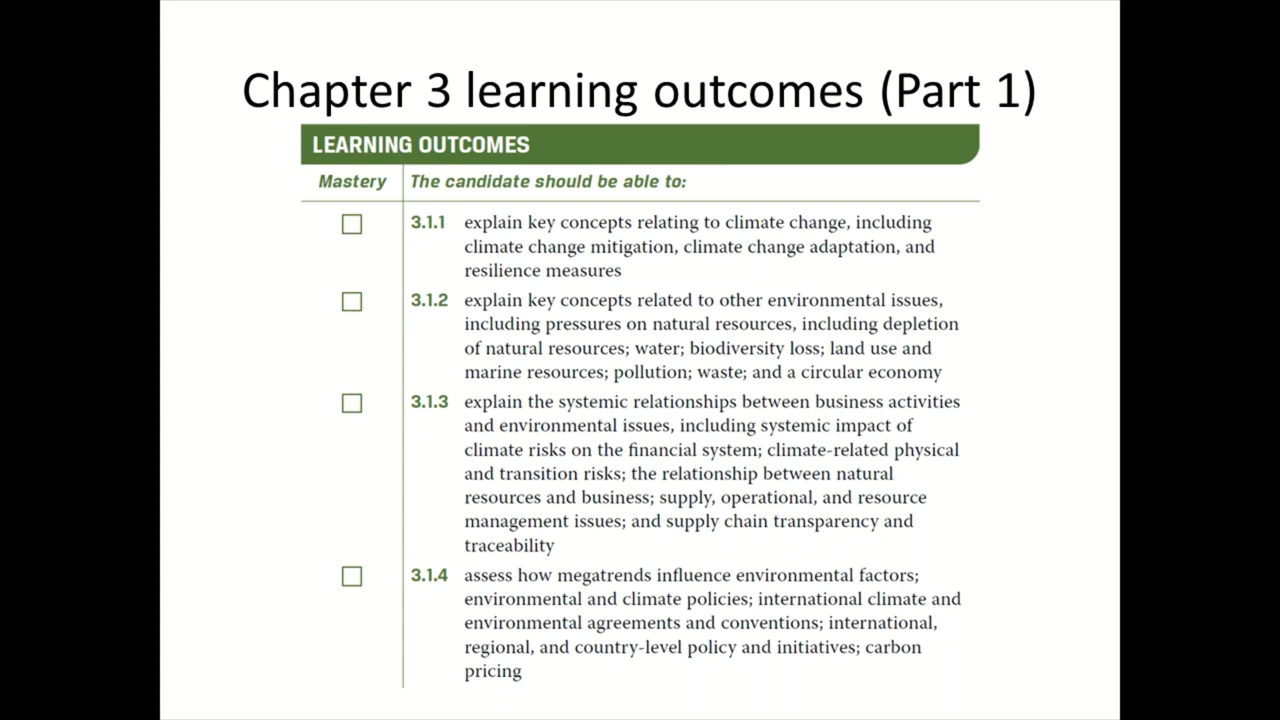 Chapter 3 learning outcomes (Part 1)
LEARNING OUTCOMES
Mastery The candidate should be able to:
3.1.1 explain key concepts relating to climate change, including
climate change mitigation, climate change adaptation, and
resilience measures
3.1.2 explain key concepts related to other environmental issues,
including pressures on natural resources, including depletion
of natural resources; water; biodiversity loss; land use and
marine resources; pollution; waste; and a circular economy
3.1.3 explain the systemic relationships between business activities
and environmental issues, including systemic impact of
climate risks on the financial system; climate-related physical
and transition risks; the relationship between natural
resources and business; supply, operational, and resource
management issues; and supply chain transparency and
traceability
3.1.4 assess how megatrends influence environmental factors;
environmental and climate policies; international climate and
environmental agreements and conventions; international,
regional, and country-level policy and initiatives; carbon
pricing